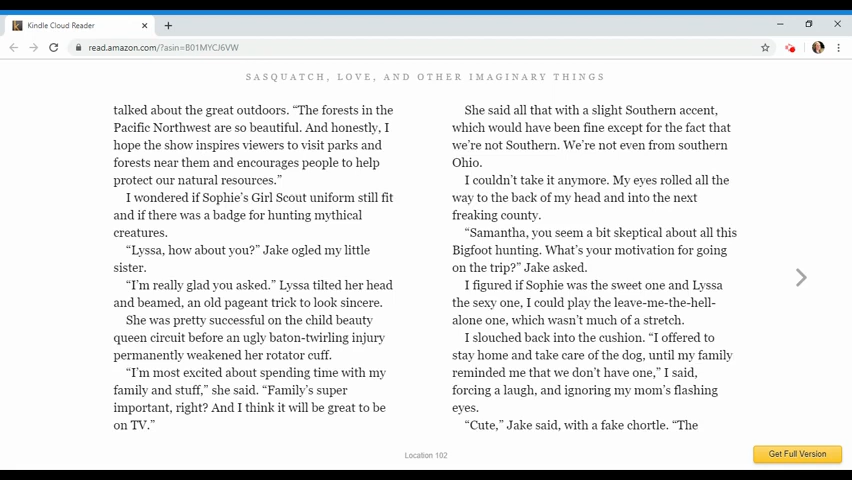 Kindle Cloud Reader
read.amazon.com/?asin=B01MYCJ6VW
SASQUATCH, LOVE, AND OTHER IMAGINARY THINGS
talked about the great outdoors. “The forests in the
Pacific Northwest are so beautiful. And honestly, I
hope the show inspires viewers to visit parks and
forests near them and encourages people to help
protect our natural resources.”
I wondered if Sophie’s Girl Scout uniform still fit
and if there was a badge for hunting mythical
creatures.
“Lyssa, how about you?” Jake ogled my little
sister.
“I’m really glad you asked.” Lyssa tilted her head
and beamed, an old pageant trick to look sincere.
She was pretty successful on the child beauty
queen circuit before an ugly baton-twirling injury
permanently weakened her rotator cuff.
“I’m most excited about spending time with my
family and stuff,” she said. “Family’s super
important, right? And I think it will be great to be
on TV.”
She said all that with a slight Southern accent,
which would have been fine except for the fact that
we’re not Southern. We’re not even from southern
Ohio.
I couldn’t take it anymore. My eyes rolled all the
way to the back of my head and into the next
freaking county.
“Samantha, you seem a bit skeptical about all this
Bigfoot hunting. What’s your motivation for going
on the trip?” Jake asked.
I figured if Sophie was the sweet one and Lyssa
the sexy one, I could play the leave-me-the-hell-
alone one, which wasn’t much of a stretch.
I slouched back into the cushion. “I offered to
stay home and take care of the dog, until my family
reminded me that we don’t have one,” I said,
forcing a laugh, and ignoring my mom’s flashing
eyes.
“Cute,” Jake said, with a fake chortle. “The
Location 102
Get Full Version